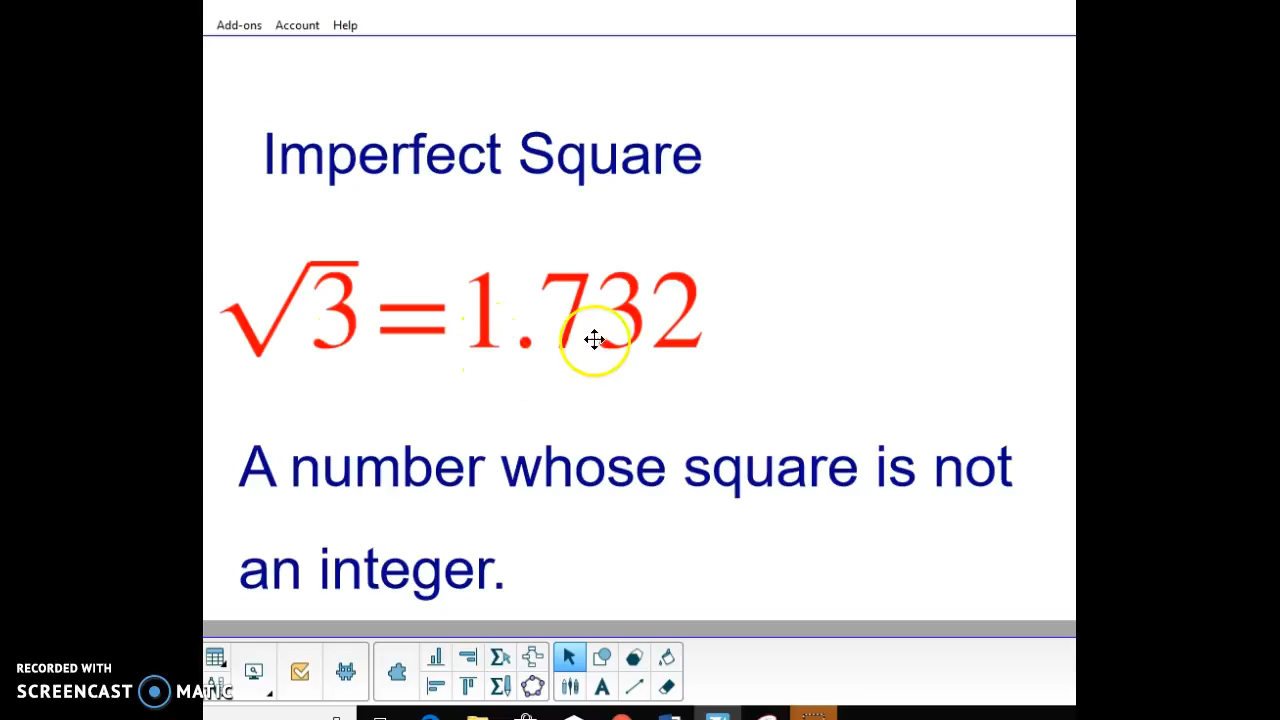 Add-ons Account Help
Imperfect Square
√3=1.732
A number whose square is not
an integer.
RECORDED WITH
SCREENCAST MATIC